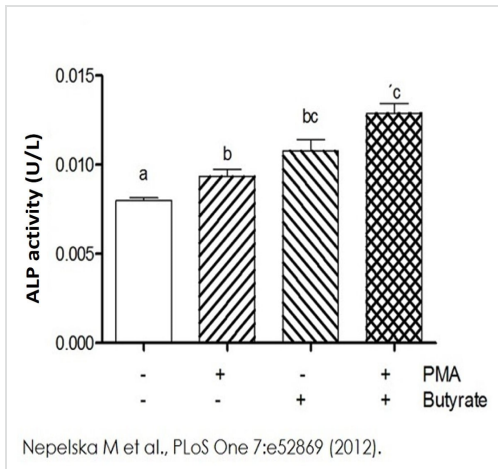 0.015
´c
bc
b
a
0.010
0.005
0.000
ALP activity (U/L)
- + - + PMA
- - + + Butyrate
Nepelska M et al., PLoS One 7:e52869 (2012).